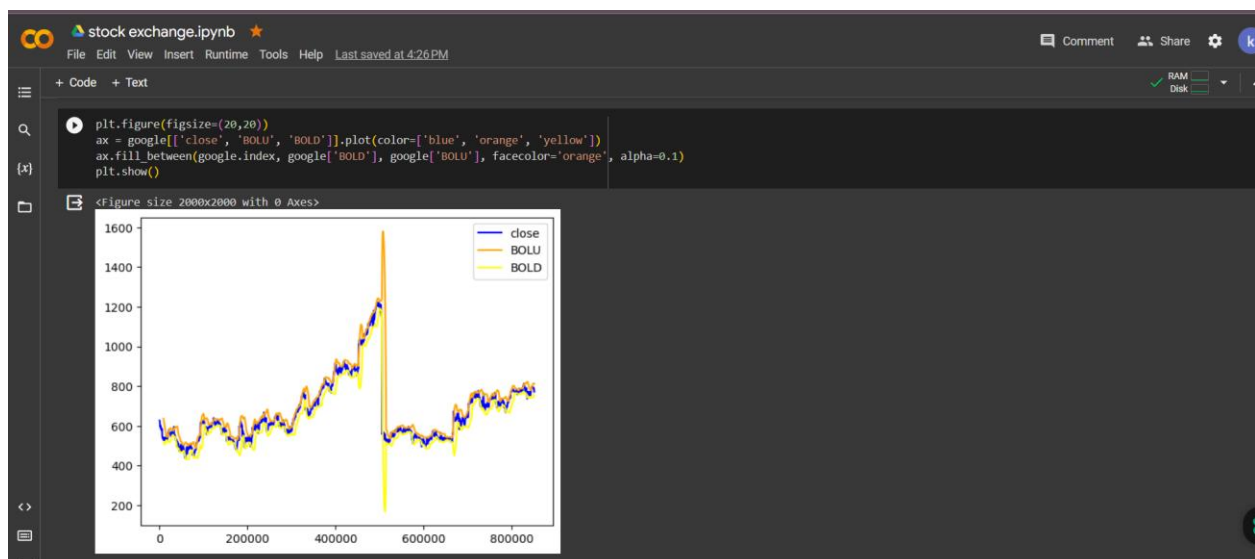 CO stock exchange.ipynb
File Edit View Insert Runtime Tools Help Last saved at 4:26 PM
Comment Share k
+ Code + Text
RAM
Disk
plt.figure(figsize=(20,20))
ax = google[['close', 'BOLU', 'BOLD']].plot(color=['blue', 'orange', 'yellow'])
ax.fill_between(google.index, google['BOLD'], google['BOLU'], facecolor='orange', alpha=0.1)
plt.show()
{x}
<Figure size 2000x2000 with 0 Axes>
1600
1400
1200
1000
800
600
400
200
close
BOLU
BOLD
0 200000 400000 600000 800000